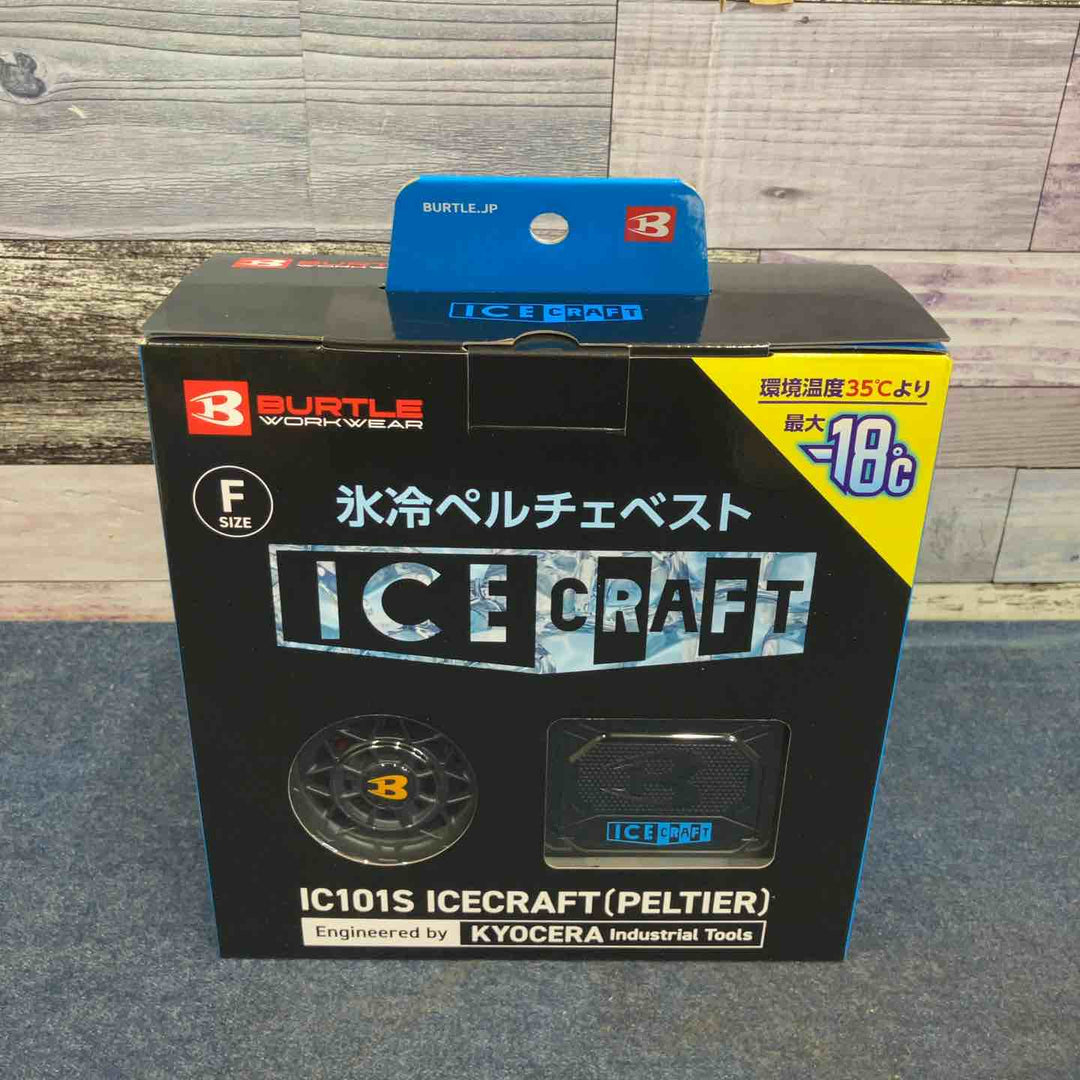 BURTLE.JP
B
ICE CRAFT
B BURTLE
WORKWEAR
環境温度35℃より
最大
-18℃
F
SIZE
氷冷ペルチェベスト
ICE CRAFT
B
B
ICE CRAFT
IC101S ICECRAFT(PELTIER)
Engineered by KYOCERA Industrial Tools